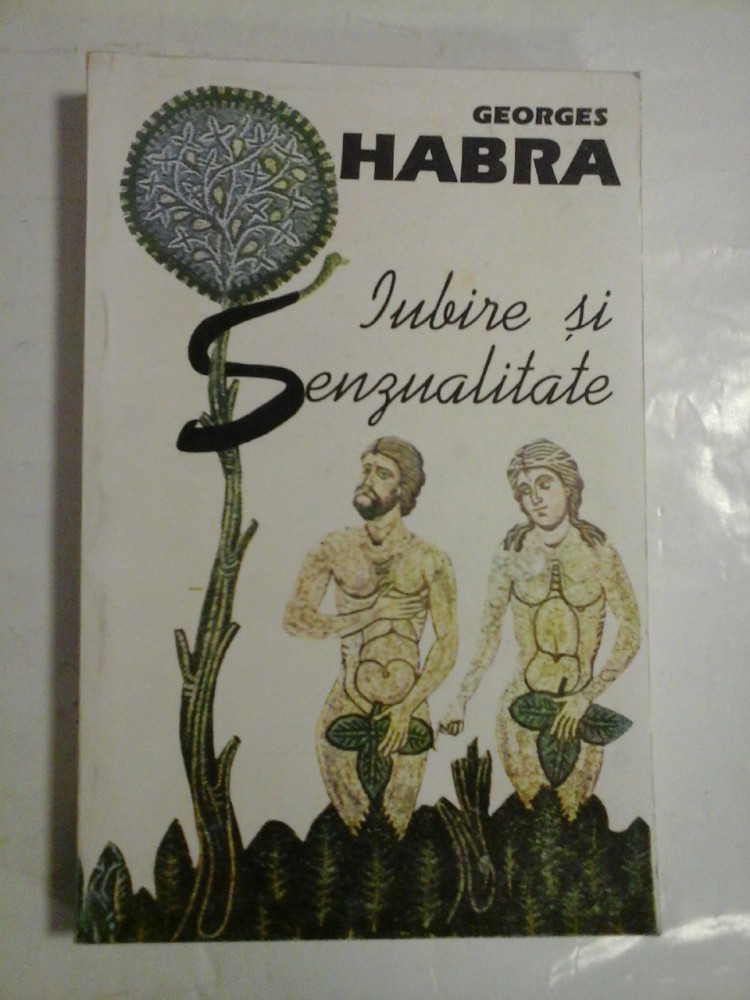 GEORGES
HABRA
Iubire și
Senzualitate